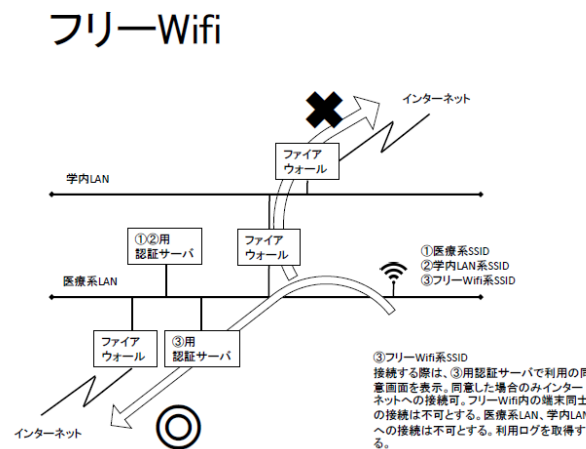 フリーWifi
インターネット
ファイア
ウォール
学内LAN
①②用
認証サーバ
ファイア
ウォール
①医療系SSID
②学内LAN系SSID
③フリーWifi系SSID
医療系LAN
ファイア
ウォール
③用
認証サーバ
③フリーWifi系SSID
接続する際は、③用認証サーバで利用の同
意画面を表示。同意した場合のみインター
ネットへの接続可。フリーWifi内の端末同士
の接続は不可とする。医療系LAN、学内LAN
への接続は不可とする。利用ログを取得す
る。
インターネット